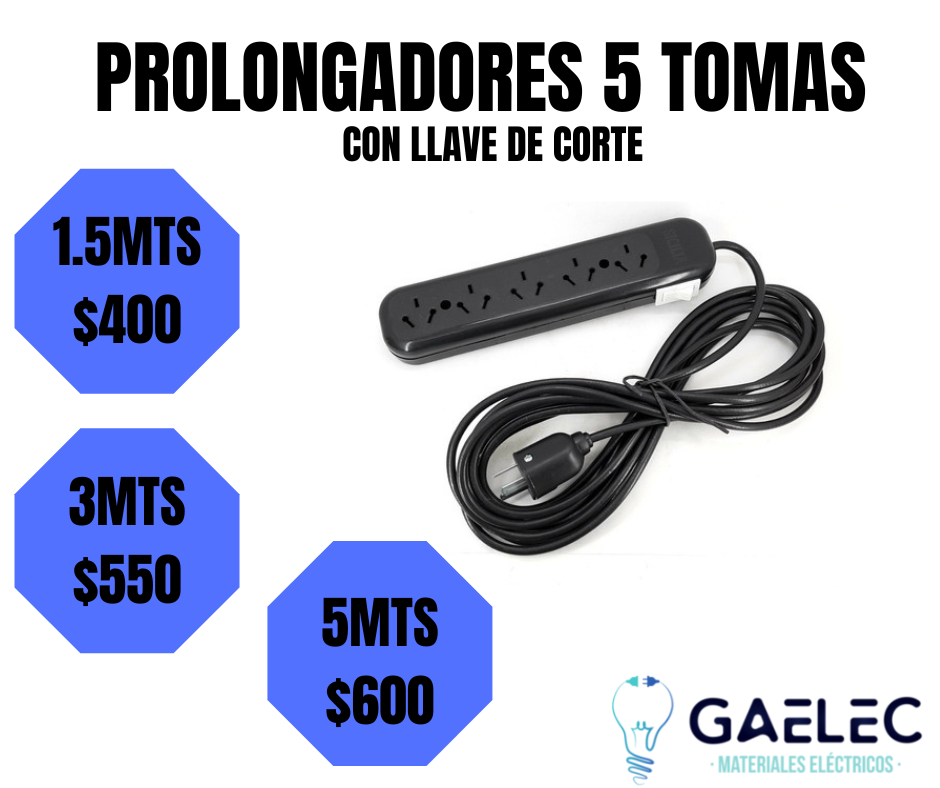 PROLONGADORES 5 TOMAS
CON LLAVE DE CORTE
1.5MTS
$400
3MTS
$550
5MTS
$600
GAELEC
· MATERIALES ELÉCTRICOS ·